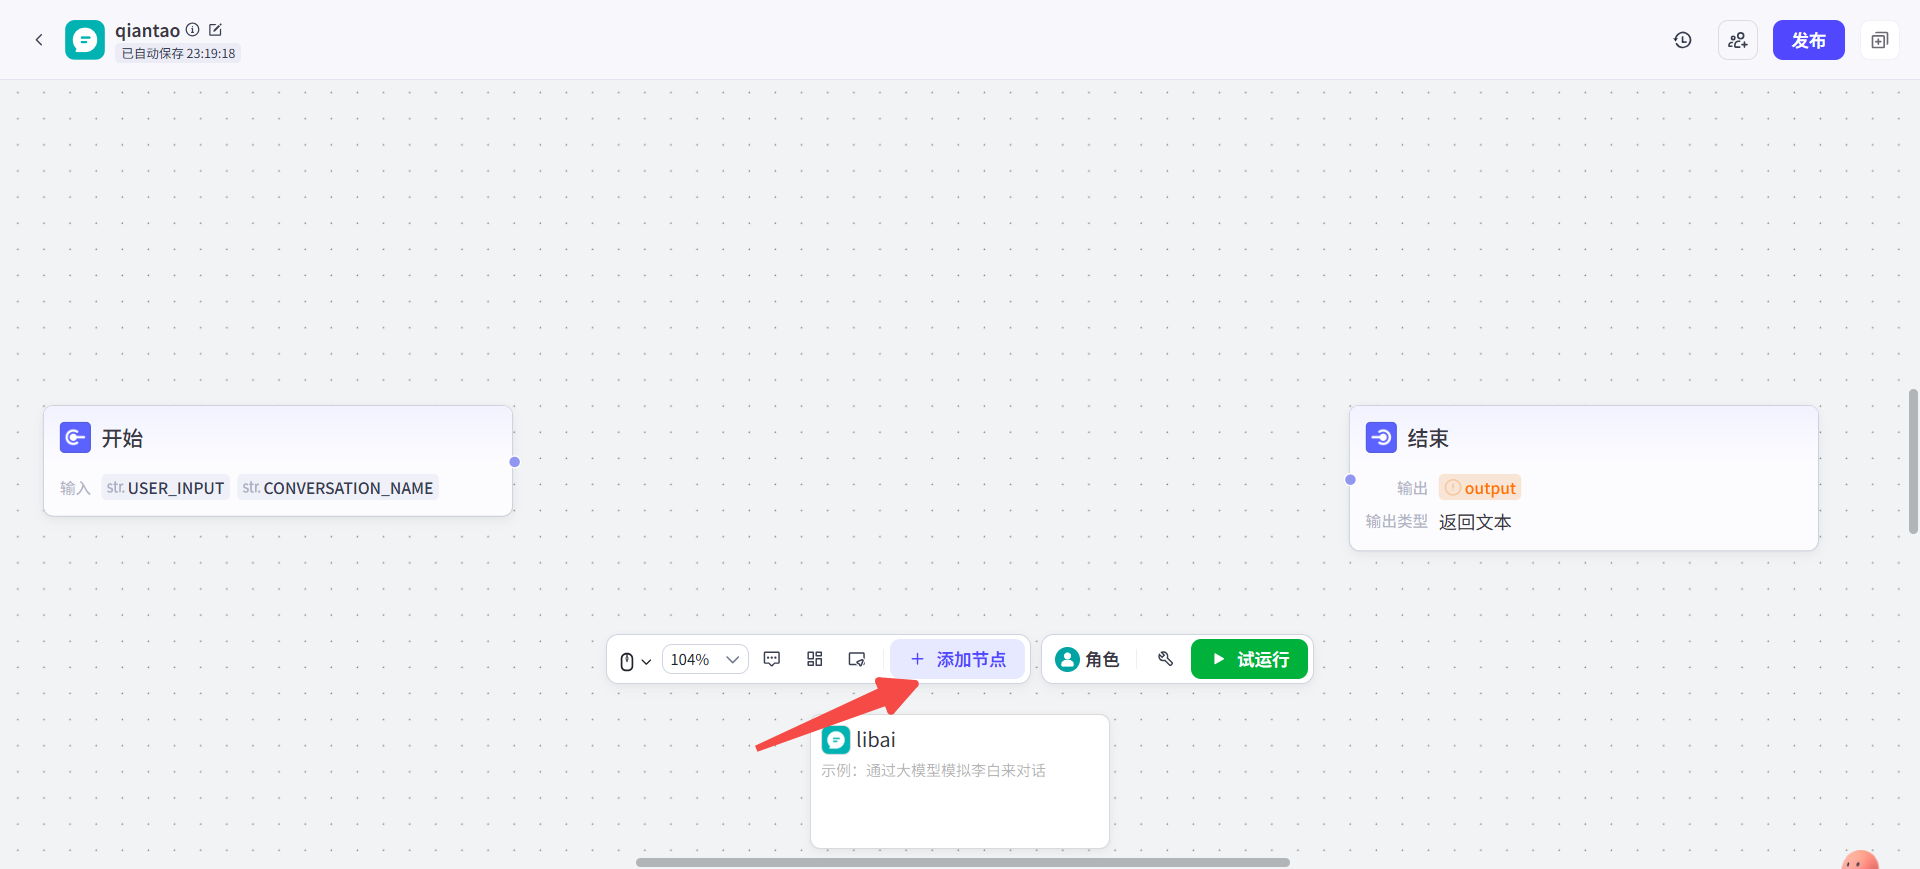 qiantao
已自动保存 23:19:18
发布
开始
输入 str. USER_INPUT str. CONVERSATION_NAME
结束
输出 output
输出类型 返回文本
104%
添加节点
角色
试运行
libai
示例：通过大模型模拟李白来对话